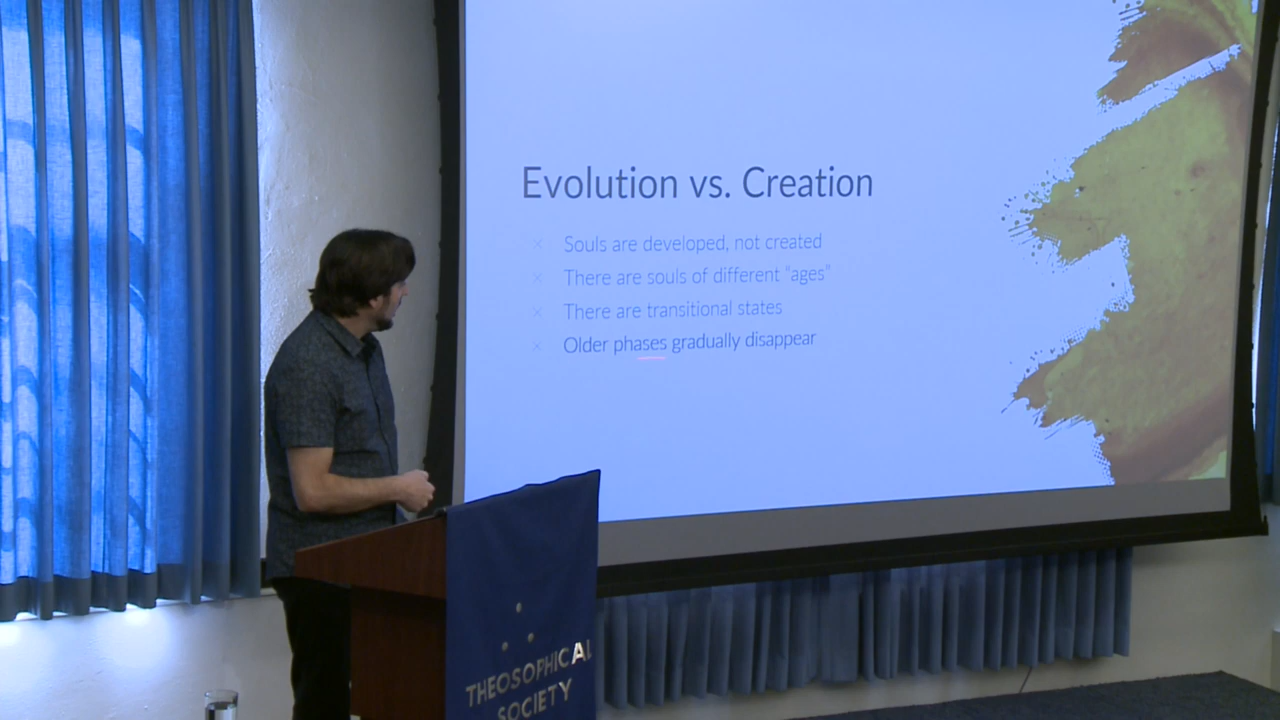 Evolution vs. Creation
Souls are developed, not created
There are souls of different "ages"
There are transitional states
Older phases gradually disappear
THEOSOPHICAL
SOCIETY